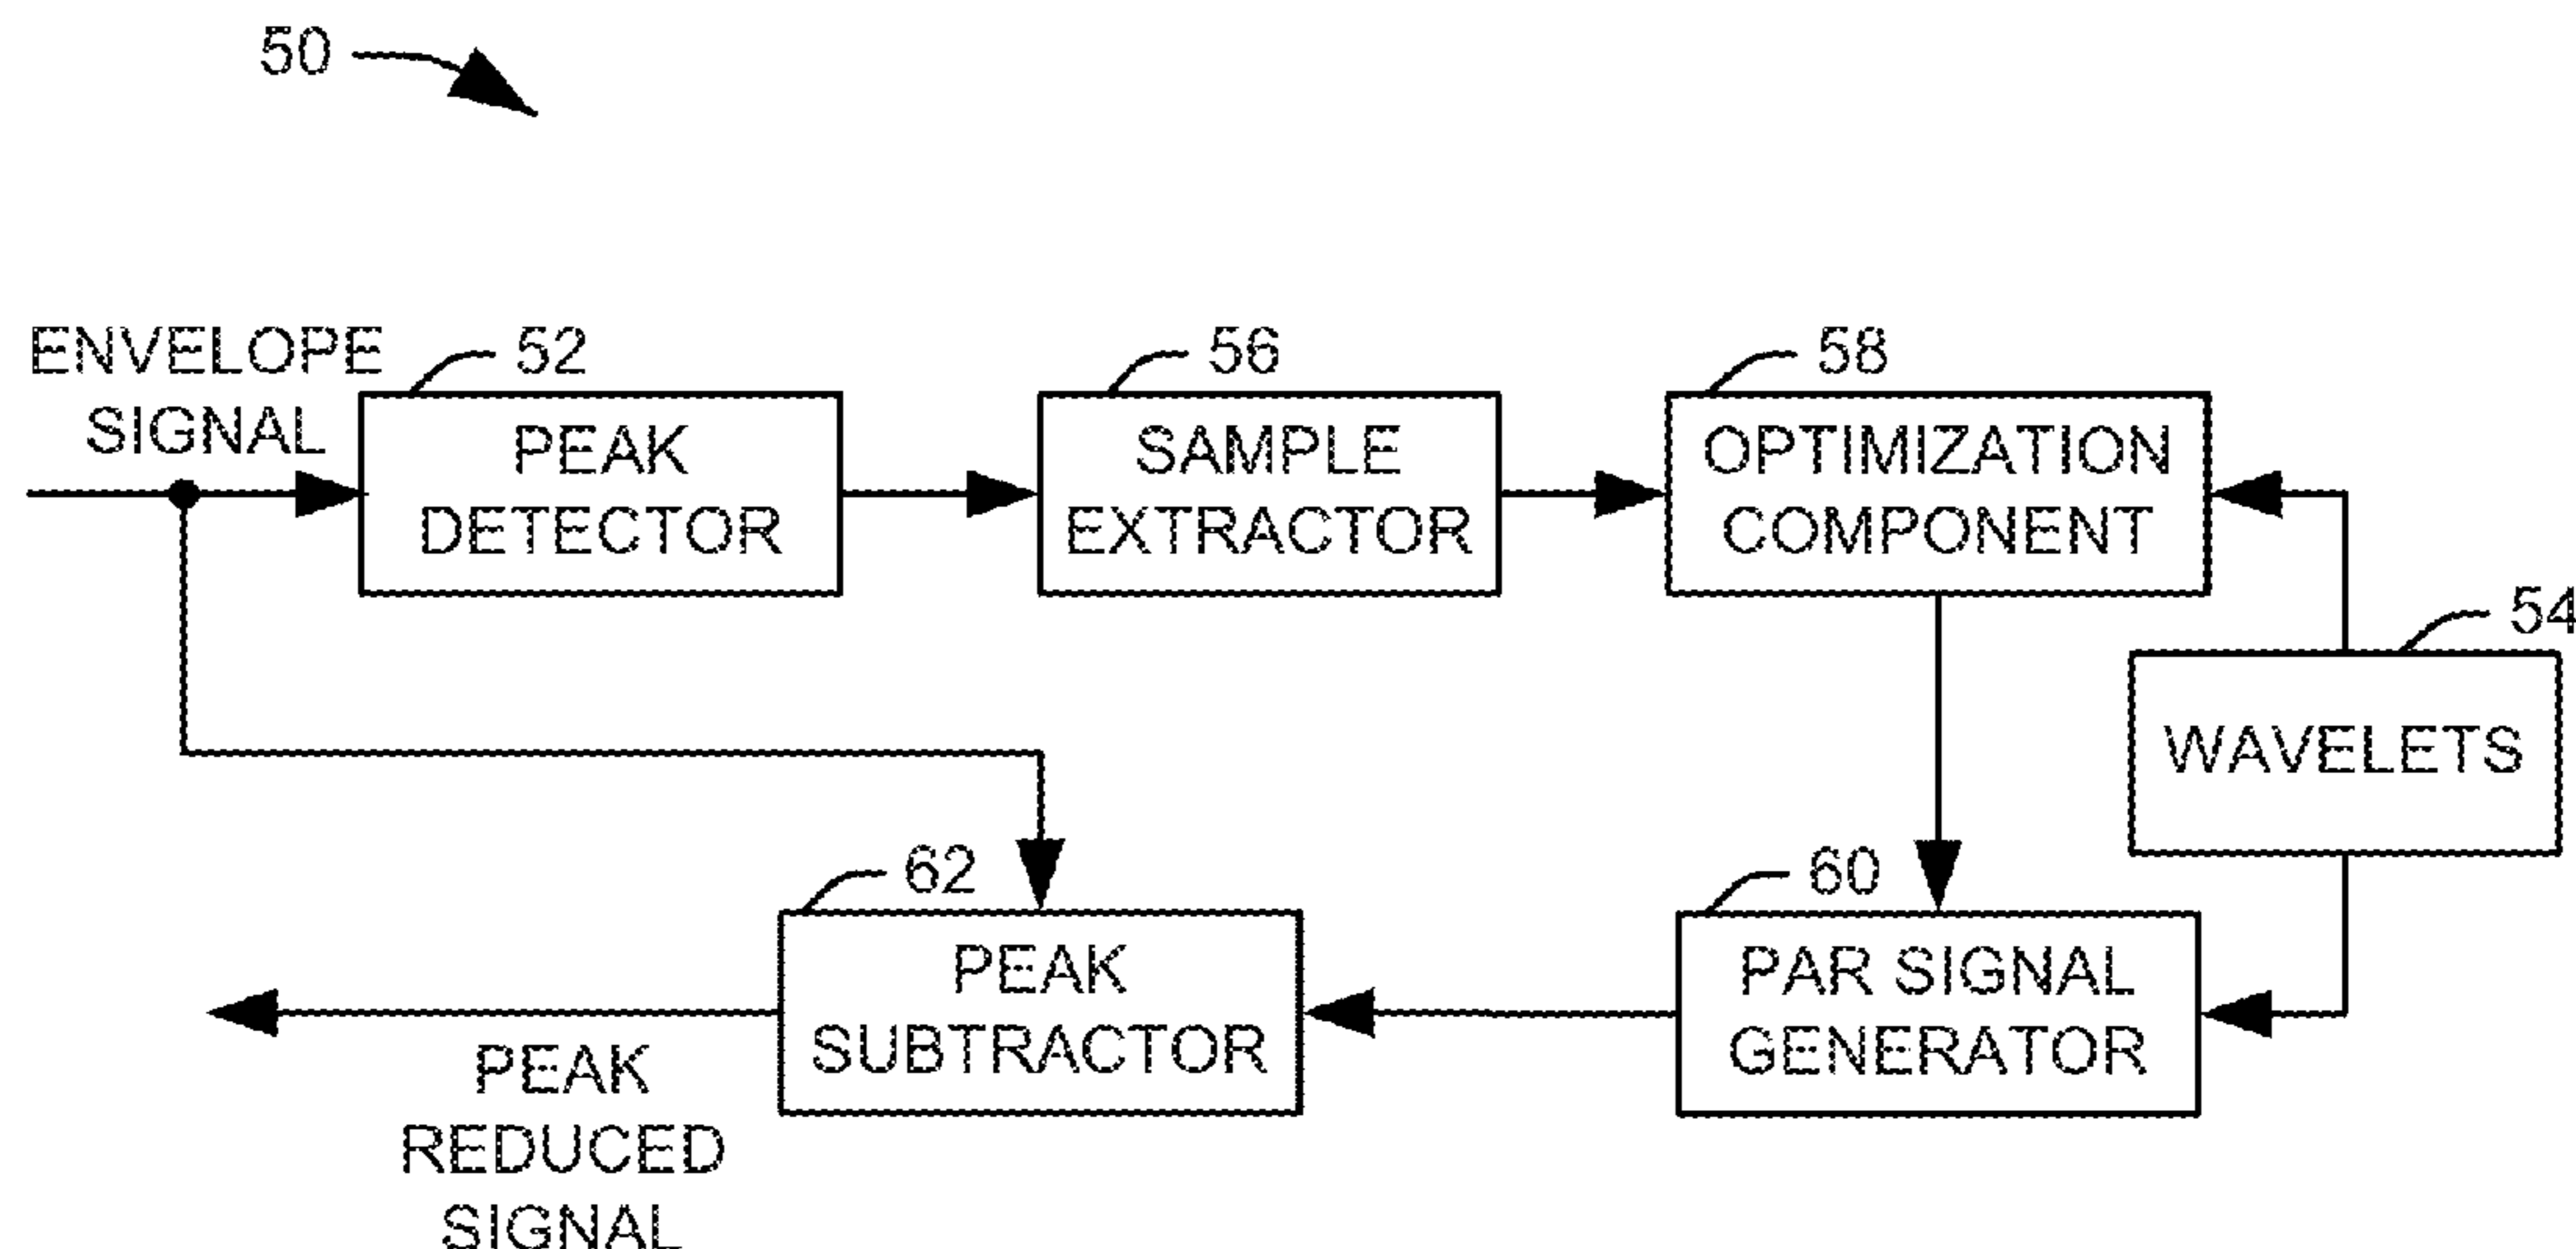 50
ENVELOPE
SIGNAL
52
PEAK
DETECTOR
56
SAMPLE
EXTRACTOR
58
OPTIMIZATION
COMPONENT
54
WAVELETS
62
PEAK
SUBTRACTOR
60
PAR SIGNAL
GENERATOR
PEAK
REDUCED
SIGNAL